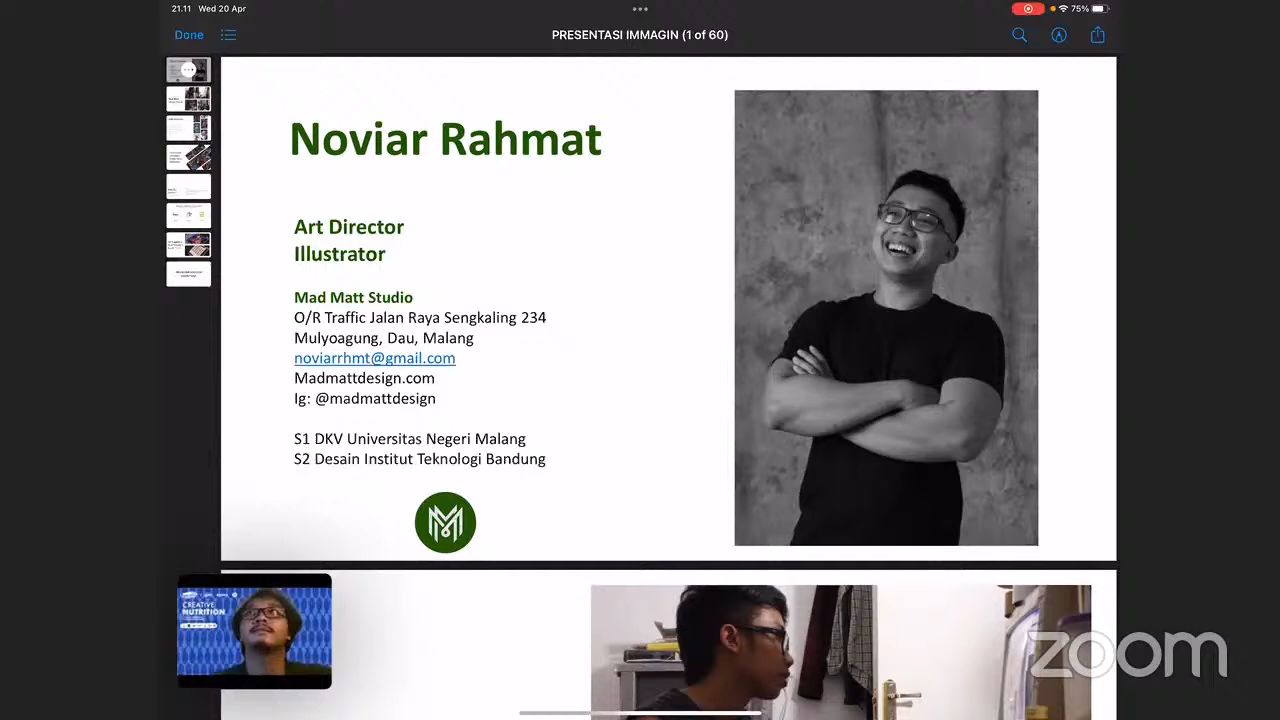 21.11 Wed 20 Apr
75%
Done
PRESENTASI IMMAGIN (1 of 60)
Noviar Rahmat
Art Director
Illustrator
Mad Matt Studio
O/R Traffic Jalan Raya Sengkaling 234
Mulyoagung, Dau, Malang
noviarrhmt@gmail.com
Madmattdesign.com
Ig: @madmattdesign
S1 DKV Universitas Negeri Malang
S2 Desain Institut Teknologi Bandung
CREATIVE
NUTRITION
zoom